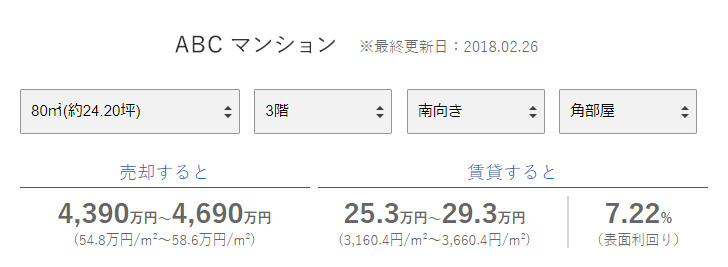 ABC マンション ※最終更新日：2018.02.26
80㎡(約24.20坪) 3階 南向き 角部屋
売却すると 賃貸すると
4,390万円～4,690万円 25.3万円～29.3万円 7.22%
(54.8万円/m²～58.6万円/m²) (3,160.4円/m²～3,660.4円/m²) (表面利回り)